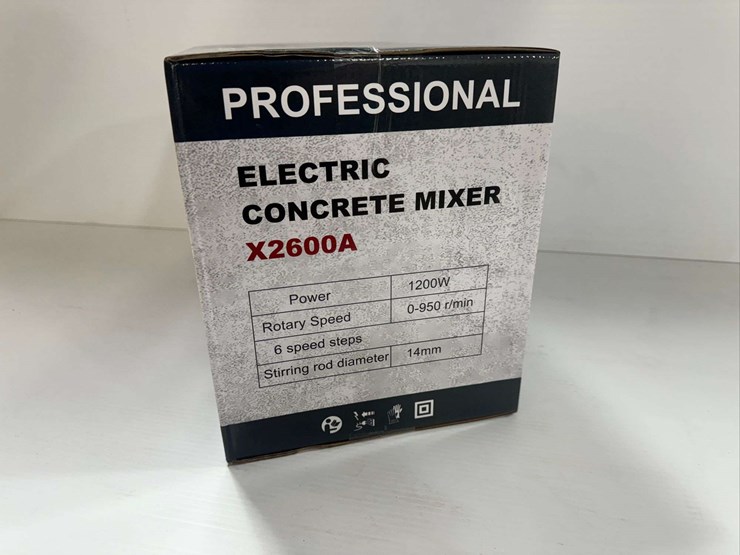 PROFESSIONAL
ELECTRIC
CONCRETE MIXER
X2600A
Power 1200W
Rotary Speed 0-950 r/min
6 speed steps
Stirring rod diameter 14mm